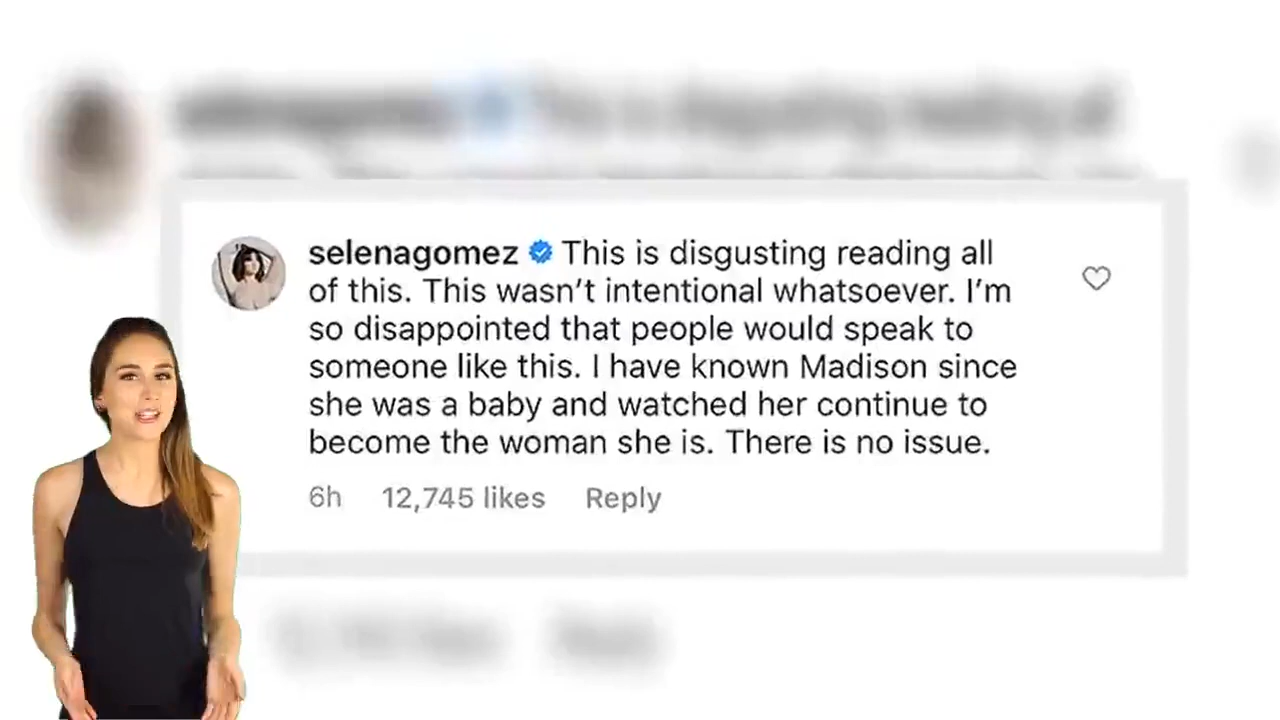 selenagomez This is disgusting reading all
of this. This wasn't intentional whatsoever. I'm
so disappointed that people would speak to
someone like this. I have known Madison since
she was a baby and watched her continue to
become the woman she is. There is no issue.
6h 12,745 likes Reply